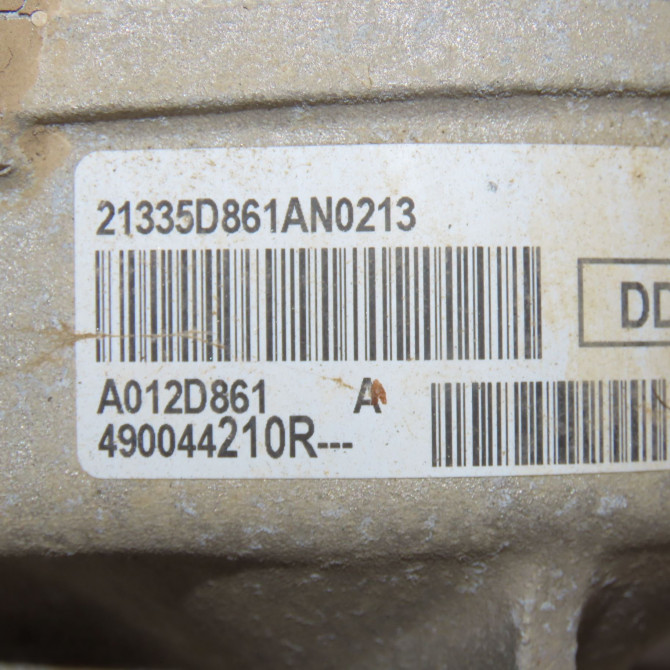 21335D861AN0213
DD
A012D861 A
490044210R---